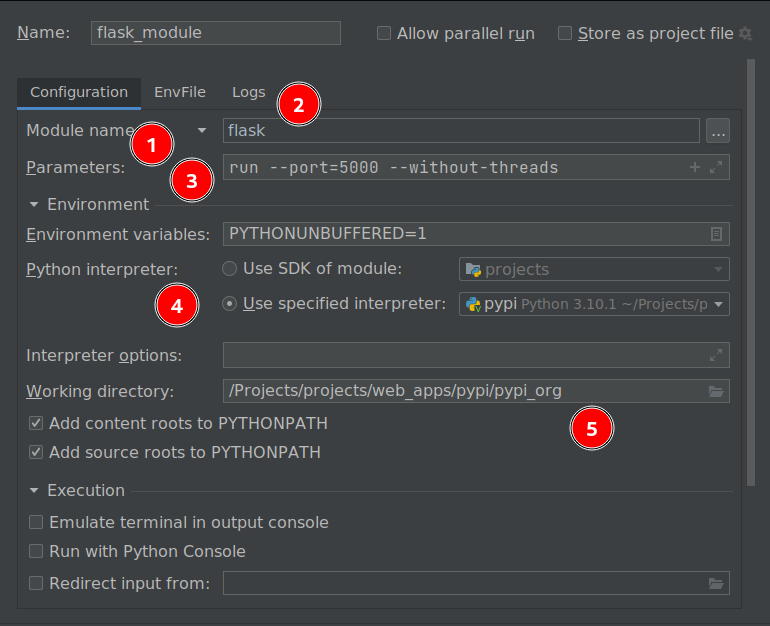 Name: flask_module Allow parallel run Store as project file
Configuration EnvFile Logs 2
Module name flask ...
1
Parameters: 3 run --port=5000 --without-threads
Environment
Environment variables: PYTHONUNBUFFERED=1
Python interpreter: Use SDK of module: projects
4 Use specified interpreter: pypi Python 3.10.1 ~/Projects/p
Interpreter options:
Working directory: /Projects/projects/web_apps/pypi/pypi_org
Add content roots to PYTHONPATH 5
Add source roots to PYTHONPATH
Execution
Emulate terminal in output console
Run with Python Console
Redirect input from: